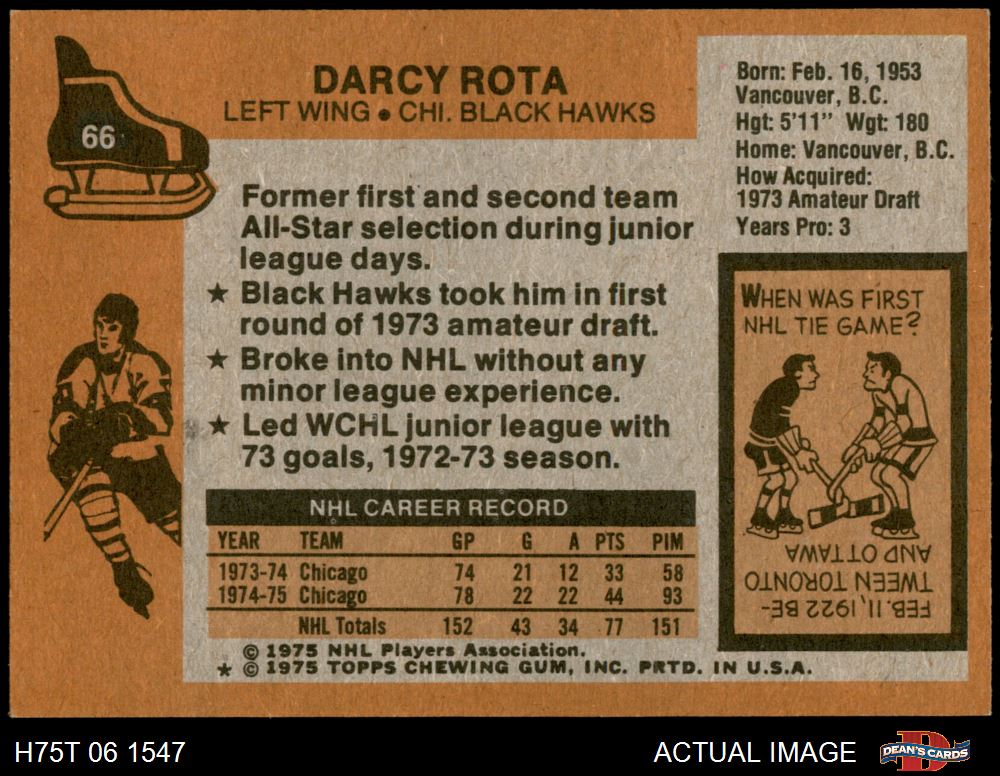 66
DARCY ROTA
LEFT WING • CHI. BLACK HAWKS
Born: Feb. 16, 1953
Vancouver, B.C.
Hgt: 5'11" Wgt: 180
Home: Vancouver, B.C.
How Acquired:
1973 Amateur Draft
Years Pro: 3
Former first and second team
All-Star selection during junior
league days.
★ Black Hawks took him in first
round of 1973 amateur draft.
★ Broke into NHL without any
minor league experience.
★ Led WCHL junior league with
73 goals, 1972-73 season.
NHL CAREER RECORD
YEAR TEAM GP G A PTS PIM
1973-74 Chicago 74 21 12 33 58
1974-75 Chicago 78 22 22 44 93
NHL Totals 152 43 34 77 151
© 1975 NHL Players Association.
★ © 1975 TOPPS CHEWING GUM, INC. PRTD. IN U.S.A.
WHEN WAS FIRST
NHL TIE GAME?
FEB. 11, 1922 BE-
TWEEN TORONTO
AND OTTAWA
H75T 06 1547
ACTUAL IMAGE
D
DEAN'S CARDS